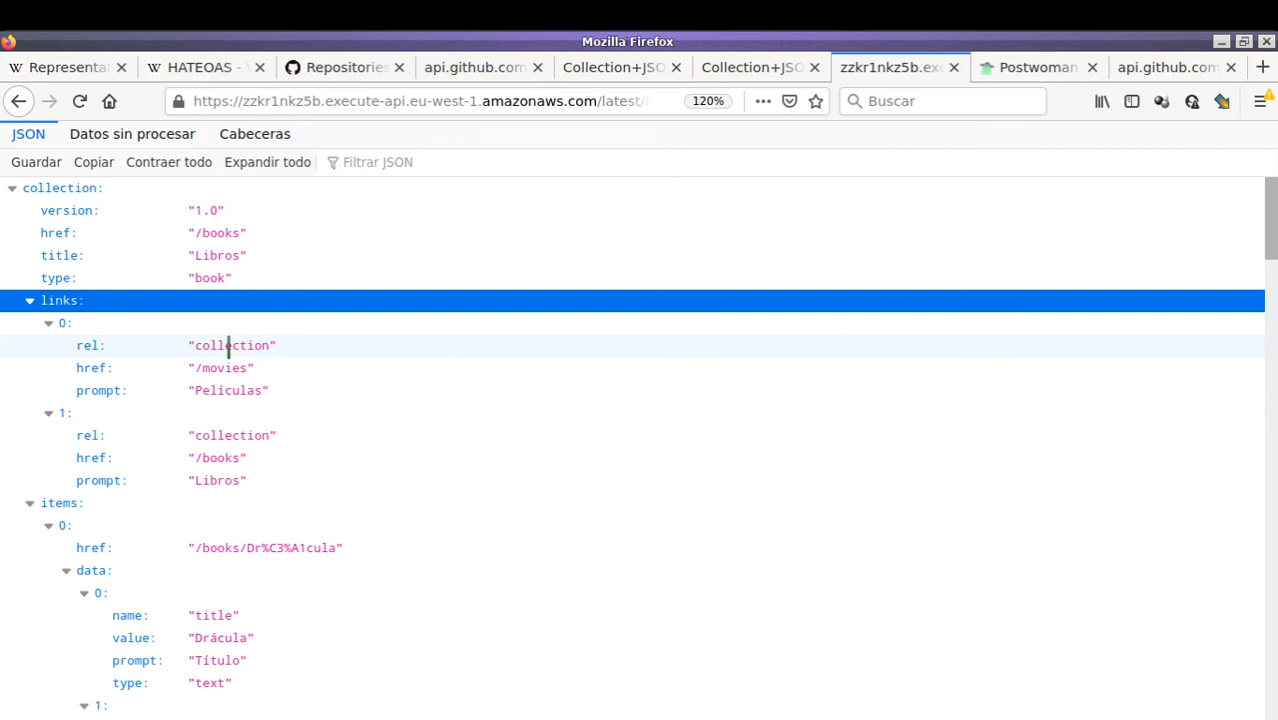 Mozilla Firefox
Representat HATEOAS - Repositories api.github.com Collection+JSO Collection+JSO zzkr1nkz5b.exe Postwoman api.github.com
https://zzkr1nkz5b.execute-api.eu-west-1.amazonaws.com/latest/ 120% Buscar
JSON Datos sin procesar Cabeceras
Guardar Copiar Contraer todo Expandir todo Filtrar JSON
collection:
version: "1.0"
href: "/books"
title: "Libros"
type: "book"
links:
0:
rel: "collection"
href: "/movies"
prompt: "Películas"
1:
rel: "collection"
href: "/books"
prompt: "Libros"
items:
0:
href: "/books/Dr%C3%A1cula"
data:
0:
name: "title"
value: "Drácula"
prompt: "Título"
type: "text"
1: